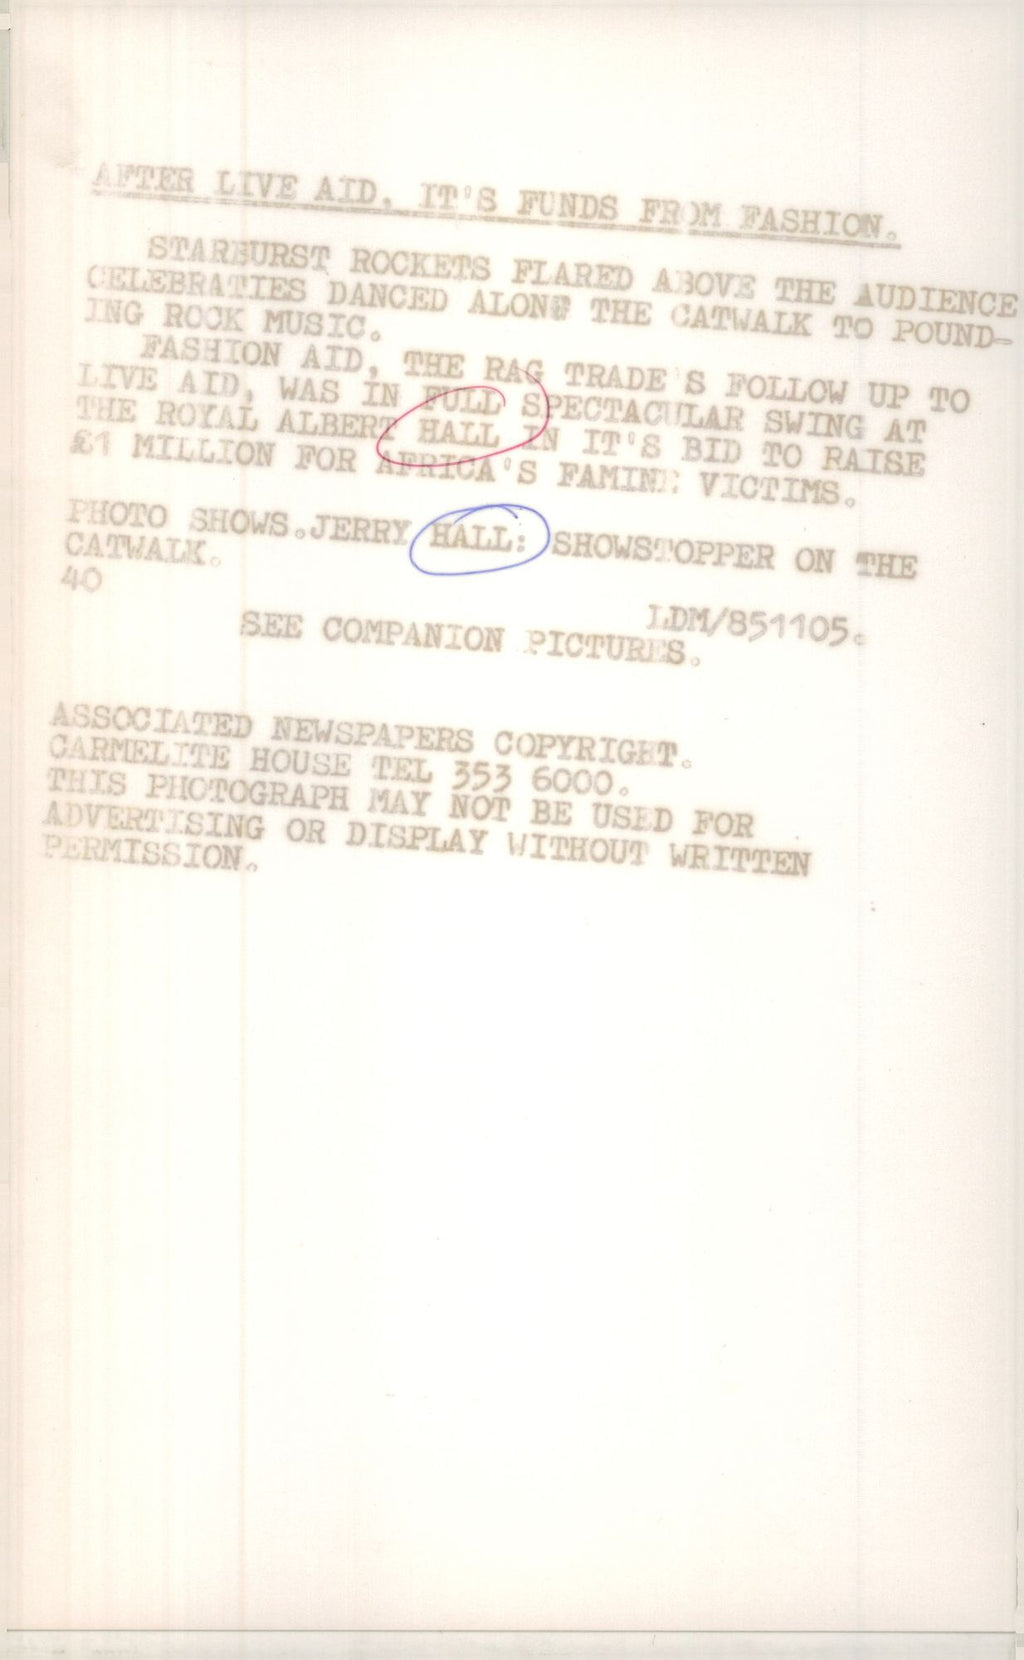 AFTER LIVE AID, IT'S FUNDS FROM FASHION.
STARBURST ROCKETS FLARED ABOVE THE AUDIENCE
CELEBRATIES DANCED ALONG THE CATWALK TO POUND-
ING ROCK MUSIC.
FASHION AID, THE RAG TRADE'S FOLLOW UP TO
LIVE AID, WAS IN FULL SPECTACULAR SWING AT
THE ROYAL ALBERT HALL IN IT'S BID TO RAISE
£1 MILLION FOR AFRICA'S FAMINE VICTIMS.
PHOTO SHOWS.JERRY HALL: SHOWSTOPPER ON THE
CATWALK.
40
LDM/851105.
SEE COMPANION PICTURES.
ASSOCIATED NEWSPAPERS COPYRIGHT.
CARMELITE HOUSE TEL 353 6000.
THIS PHOTOGRAPH MAY NOT BE USED FOR
ADVERTISING OR DISPLAY WITHOUT WRITTEN
PERMISSION.